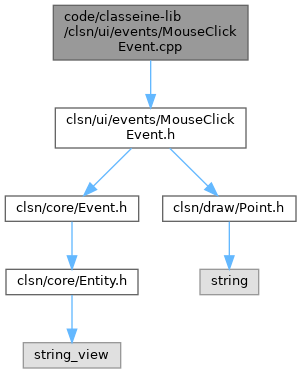 code/classeine-lib
/clsn/ui/events/MouseClick
Event.cpp
clsn/ui/events/MouseClick
Event.h
clsn/core/Event.h
clsn/draw/Point.h
clsn/core/Entity.h
string
string_view